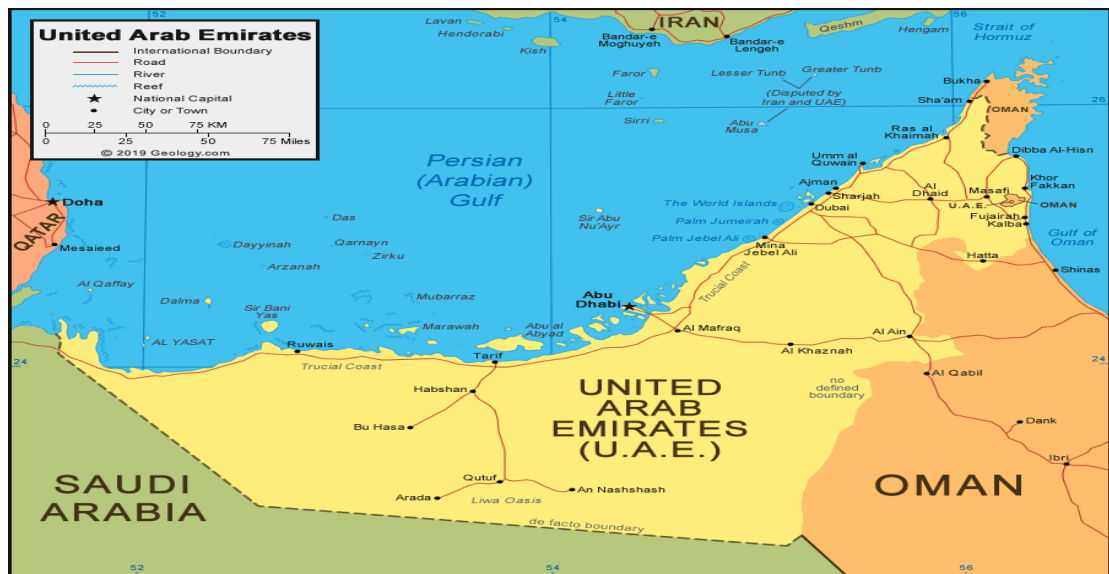 52
54
56
United Arab Emirates
International Boundary
Road
River
Reef
National Capital
City or Town
0 25 50 75 KM
0 25 50 75 Miles
© 2019 Geology.com
Lavan
Hendorabi
Kish
IRAN
Bandar-e
Moghuyeh
Bandar-e
Lengeh
Qeshm
Hengam
Strait of
Hormuz
Faror
Lesser Tunb
Greater Tunb
(Disputed by
Iran and UAE)
Little
Faror
Sirri
Abu
Musa
Bukha
Sha'am
26
OMAN
Ras al
Khaimah
Dibba Al-Hisn
Umm al
Quwain
Persian
(Arabian)
Gulf
Ajman
Sharjah
Dubai
Al
Dhaid
Masafi
Khor
Fakkan
U.A.E.
OMAN
Fujairah
Kalba
Gulf of
Oman
Doha
QATAR
Mesaieed
The World Islands
Palm Jumeirah
Palm Jebel Ali
Mina
Jebel Ali
Hatta
Shinas
Das
Sir Abu
Nu'Ayr
Dayyinah
Qarnayn
Zirku
Arzanah
Al Qaffay
Dalma
Sir Bani
Yas
Mubarraz
Marawah
Abu al
Abyad
Abu
Dhabi
Trucial Coast
AL YASAT
Ruwais
Tarif
Al Mafraq
Al Khaznah
Al Ain
24
24
Trucial Coast
Habshan
Bu Hasa
UNITED
ARAB
EMIRATES
(U.A.E.)
no
defined
boundary
Al Qabil
Dank
Ibri
Qutuf
Arada
Liwa Oasis
An Nashshash
SAUDI
ARABIA
OMAN
de facto boundary
52
54
56